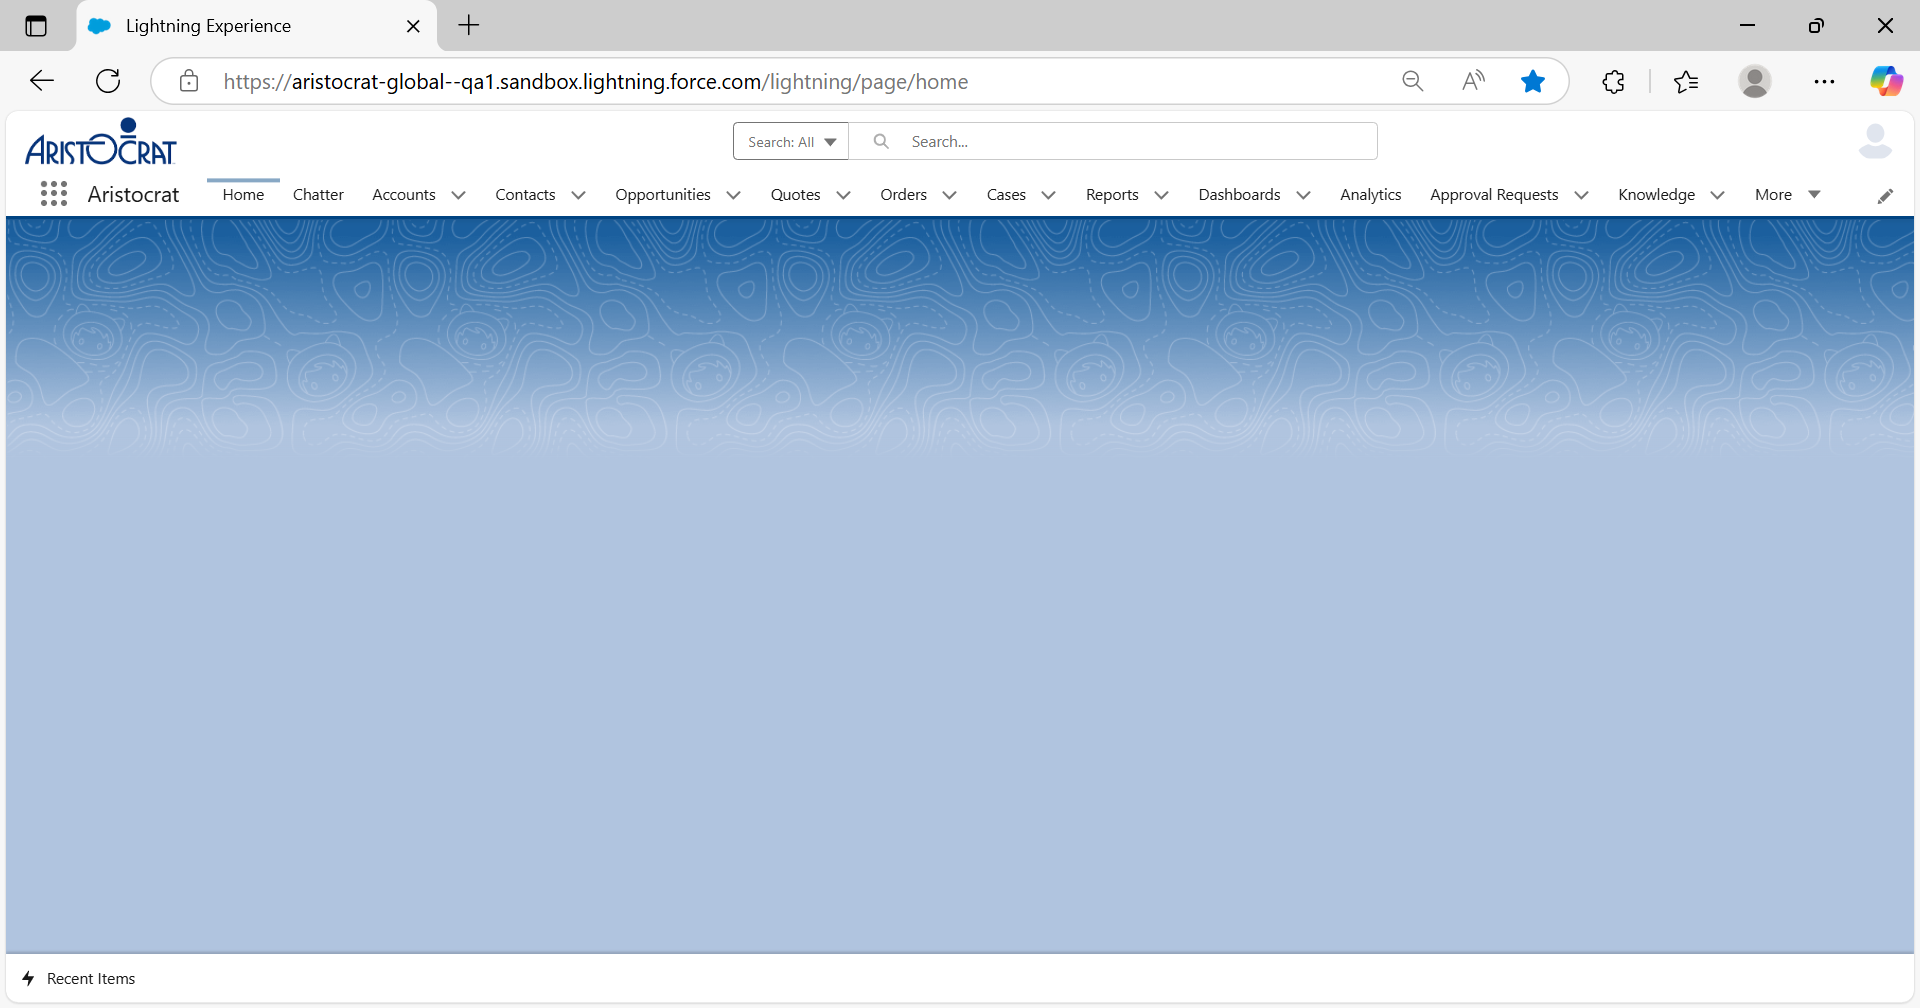 Lightning Experience
https://aristocrat-global--qa1.sandbox.lightning.force.com/lightning/page/home
ARISTOCRAT
Search: All
Search...
Aristocrat
Home
Chatter
Accounts
Contacts
Opportunities
Quotes
Orders
Cases
Reports
Dashboards
Analytics
Approval Requests
Knowledge
More
Recent Items